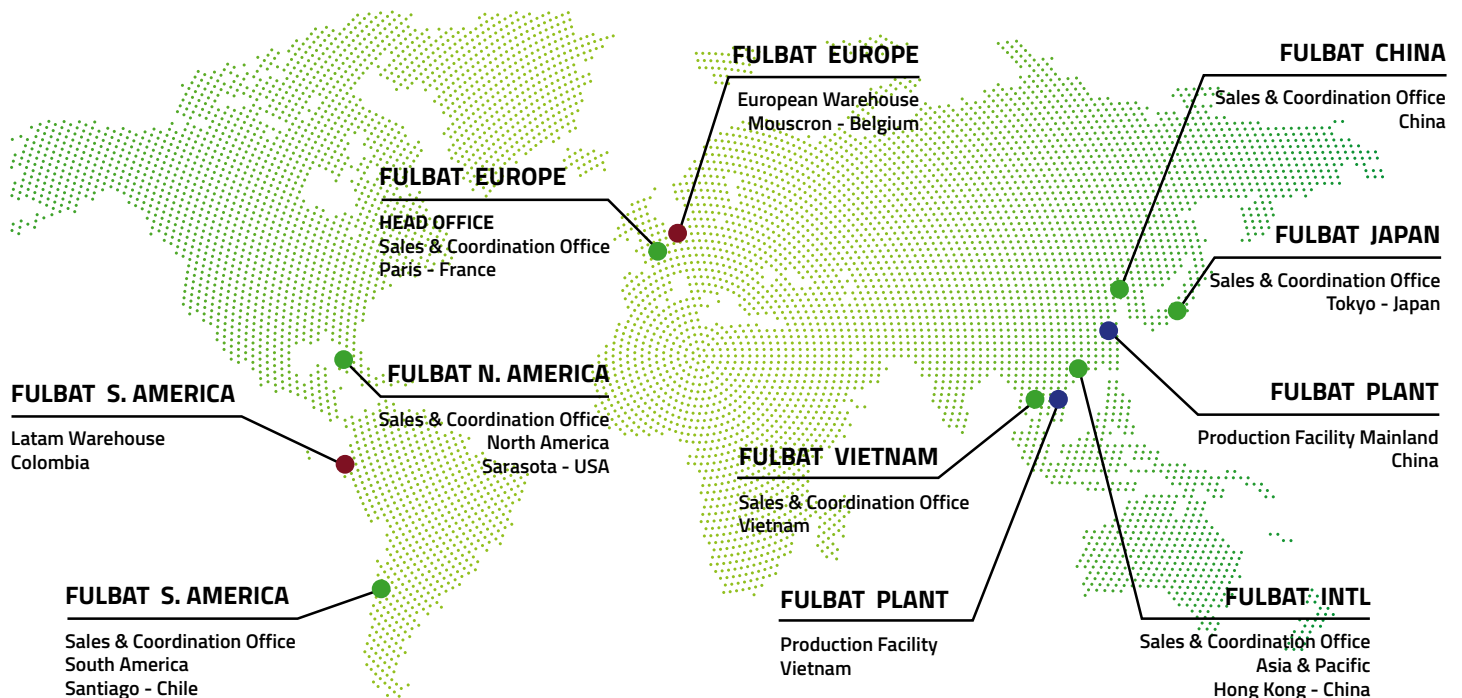 FULBAT EUROPE
European Warehouse
Mouscron - Belgium
FULBAT CHINA
Sales & Coordination Office
China
FULBAT EUROPE
HEAD OFFICE
Sales & Coordination Office
Paris - France
FULBAT JAPAN
Sales & Coordination Office
Tokyo - Japan
FULBAT N. AMERICA
Sales & Coordination Office
North America
Sarasota - USA
FULBAT S. AMERICA
Latam Warehouse
Colombia
FULBAT PLANT
Production Facility Mainland
China
FULBAT VIETNAM
Sales & Coordination Office
Vietnam
FULBAT S. AMERICA
Sales & Coordination Office
South America
Santiago - Chile
FULBAT PLANT
Production Facility
Vietnam
FULBAT INTL
Sales & Coordination Office
Asia & Pacific
Hong Kong - China